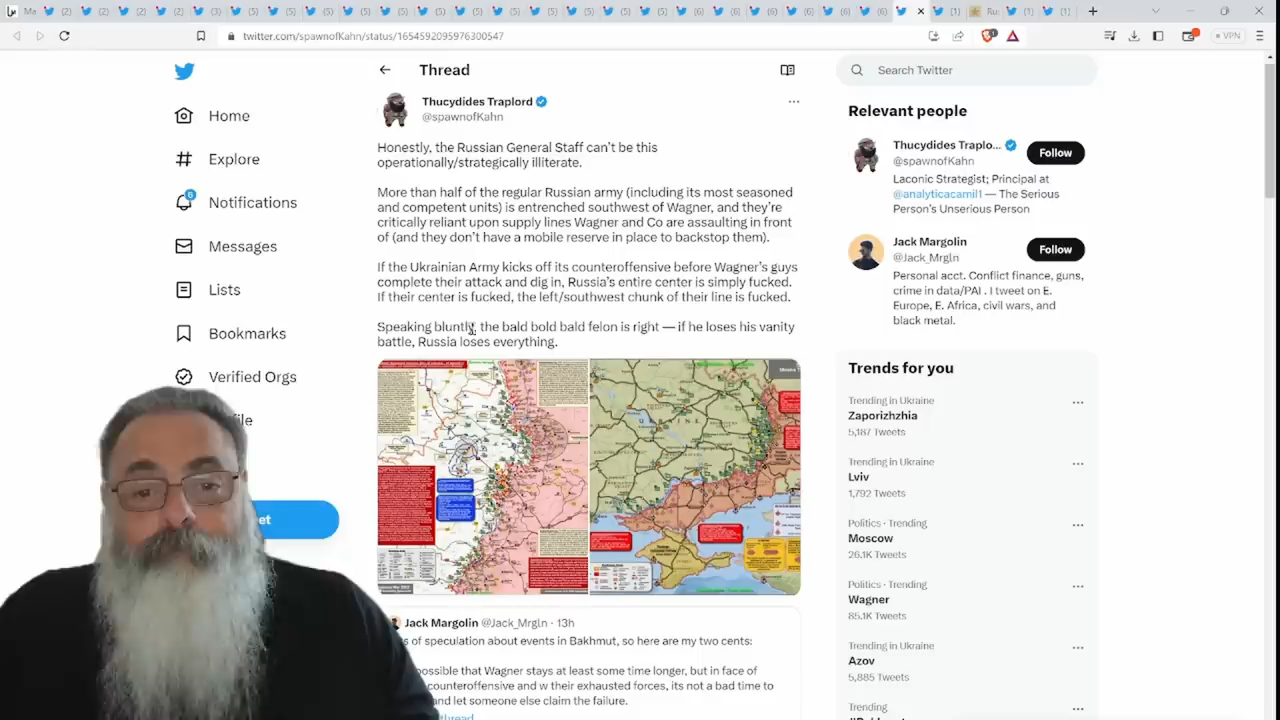 twitter.com/spawnofKahn/status/1654592095976300547
VPN
Home
Explore
6
Notifications
Messages
Lists
Bookmarks
Verified Orgs
Thread
Thucydides Traplord
@spawnofKahn
Honestly, the Russian General Staff can't be this
operationally/strategically illiterate.
More than half of the regular Russian army (including its most seasoned
and competent units) is entrenched southwest of Wagner, and they're
critically reliant upon supply lines Wagner and Co are assaulting in front
of (and they don't have a mobile reserve in place to backstop them).
If the Ukrainian Army kicks off its counteroffensive before Wagner's guys
complete their attack and dig in, Russia's entire center is simply fucked.
If their center is fucked, the left/southwest chunk of their line is fucked.
Speaking bluntly, the bald bold bald felon is right — if he loses his vanity
battle, Russia loses everything.
Jack Margolin @Jack_MrgIn · 13h
of speculation about events in Bakhmut, so here are my two cents:
possible that Wagner stays at least some time longer, but in face of
counteroffensive and w their exhausted forces, its not a bad time to
and let someone else claim the failure.
thread
Search Twitter
Relevant people
Thucydides Traplo...
@spawnofKahn
Follow
Laconic Strategist; Principal at
@analyticacamil1 — The Serious
Person's Unserious Person
Jack Margolin
@Jack_MrgIn
Follow
Personal acct. Conflict finance, guns,
crime in data/PAI . I tweet on E.
Europe, E. Africa, civil wars, and
black metal.
Trends for you
Trending in Ukraine
Zaporizhzhia
5,187 Tweets
Trending in Ukraine
Lviv
1,792 Tweets
Politics · Trending
Moscow
26.1K Tweets
Politics · Trending
Wagner
85.1K Tweets
Trending in Ukraine
Azov
5,885 Tweets
Trending